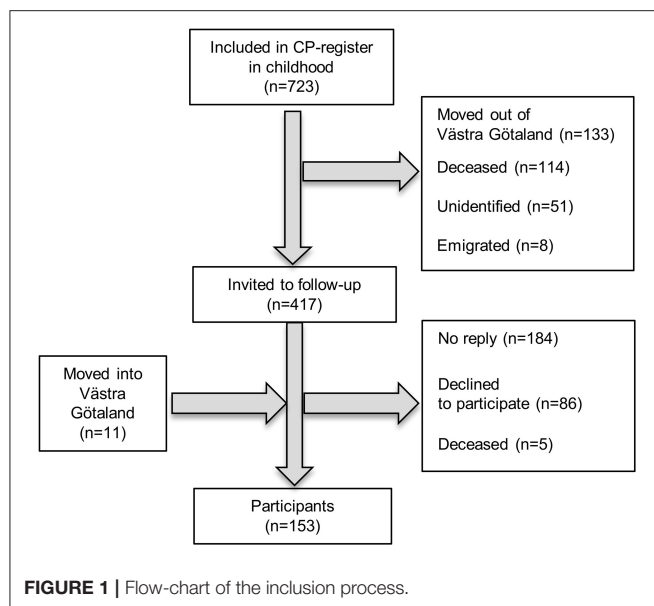 Included in CP-register
in childhood
(n=723)
Moved out of
Västra Götaland (n=133)
Deceased (n=114)
Unidentified (n=51)
Emigrated (n=8)
Invited to follow-up
(n=417)
No reply (n=184)
Declined
to participate (n=86)
Deceased (n=5)
Moved into
Västra
Götaland
(n=11)
Participants
(n=153)
FIGURE 1 | Flow-chart of the inclusion process.